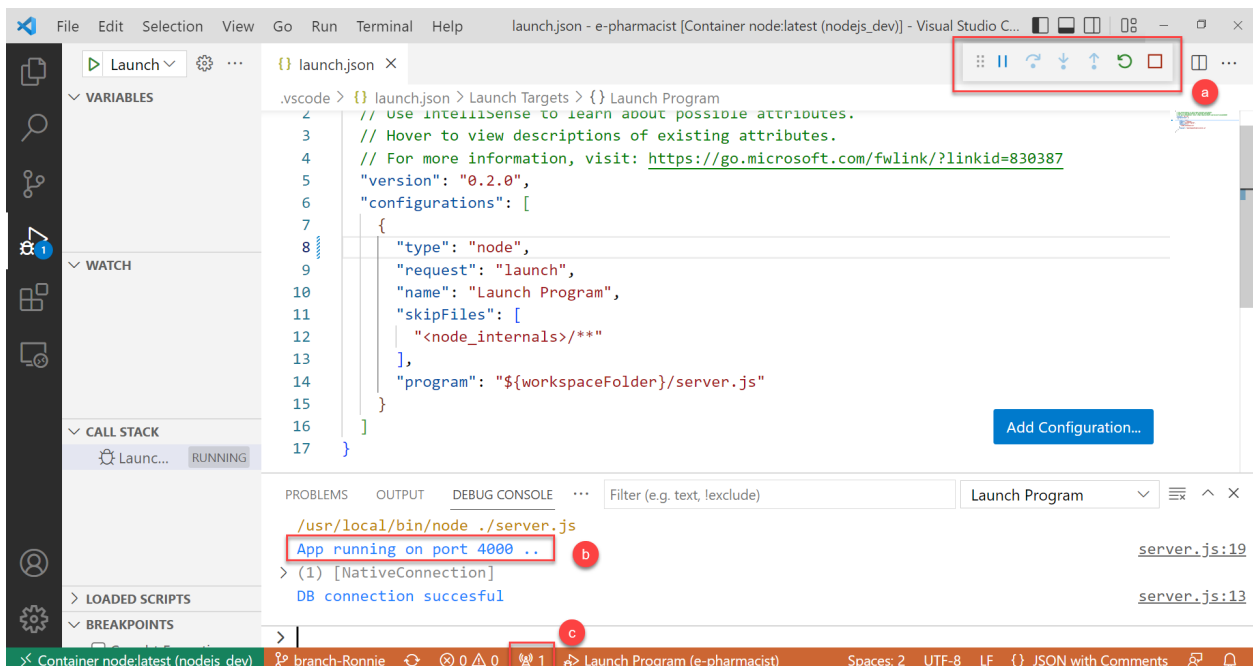 File Edit Selection View Go Run Terminal Help launch.json - e-pharmacist [Container node:latest (nodejs_dev)] - Visual Studio C...
Launch
{} launch.json
a
VARIABLES
.vscode > {} launch.json > Launch Targets > {} Launch Program
2 // Use IntelliSense to learn about possible attributes.
3 // Hover to view descriptions of existing attributes.
4 // For more information, visit: https://go.microsoft.com/fwlink/?linkid=830387
5 "version": "0.2.0",
6 "configurations": [
7 {
8 "type": "node",
9 "request": "launch",
10 "name": "Launch Program",
11 "skipFiles": [
12 "<node_internals>/**"
13 ],
14 "program": "${workspaceFolder}/server.js"
15 }
16 ]
17 }
1
WATCH
CALL STACK
Launc... RUNNING
Add Configuration...
PROBLEMS OUTPUT DEBUG CONSOLE ··· Filter (e.g. text, !exclude) Launch Program
/usr/local/bin/node ./server.js
App running on port 4000 .. server.js:19
b
> (1) [NativeConnection]
DB connection succesful server.js:13
LOADED SCRIPTS
BREAKPOINTS
>
c
Container node:latest (nodejs_dev) branch-Ronnie 0 0 1 Launch Program (e-pharmacist) Spaces: 2 UTF-8 LF {} JSON with Comments